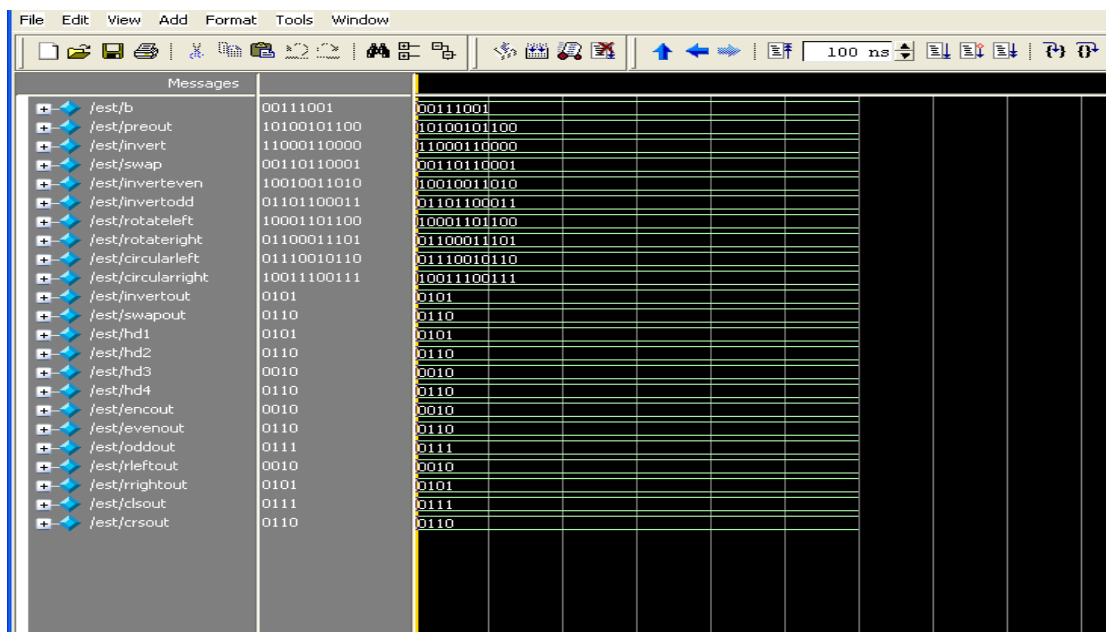 File Edit View Add Format Tools Window
100 ns
Messages
/est/b 00111001 00111001
/est/preout 10100101100 10100101100
/est/invert 11000110000 11000110000
/est/swap 00110110001 00110110001
/est/inverteven 10010011010 10010011010
/est/invertodd 01101100011 01101100011
/est/rotateleft 10001101100 10001101100
/est/rotateright 01100011101 01100011101
/est/circularleft 01110010110 01110010110
/est/circularright 10011100111 10011100111
/est/invertout 0101 0101
/est/swapout 0110 0110
/est/hd1 0101 0101
/est/hd2 0110 0110
/est/hd3 0010 0010
/est/hd4 0110 0110
/est/encout 0010 0010
/est/evenout 0110 0110
/est/oddout 0111 0111
/est/rleftout 0010 0010
/est/rrightout 0101 0101
/est/clsout 0111 0111
/est/crsout 0110 0110